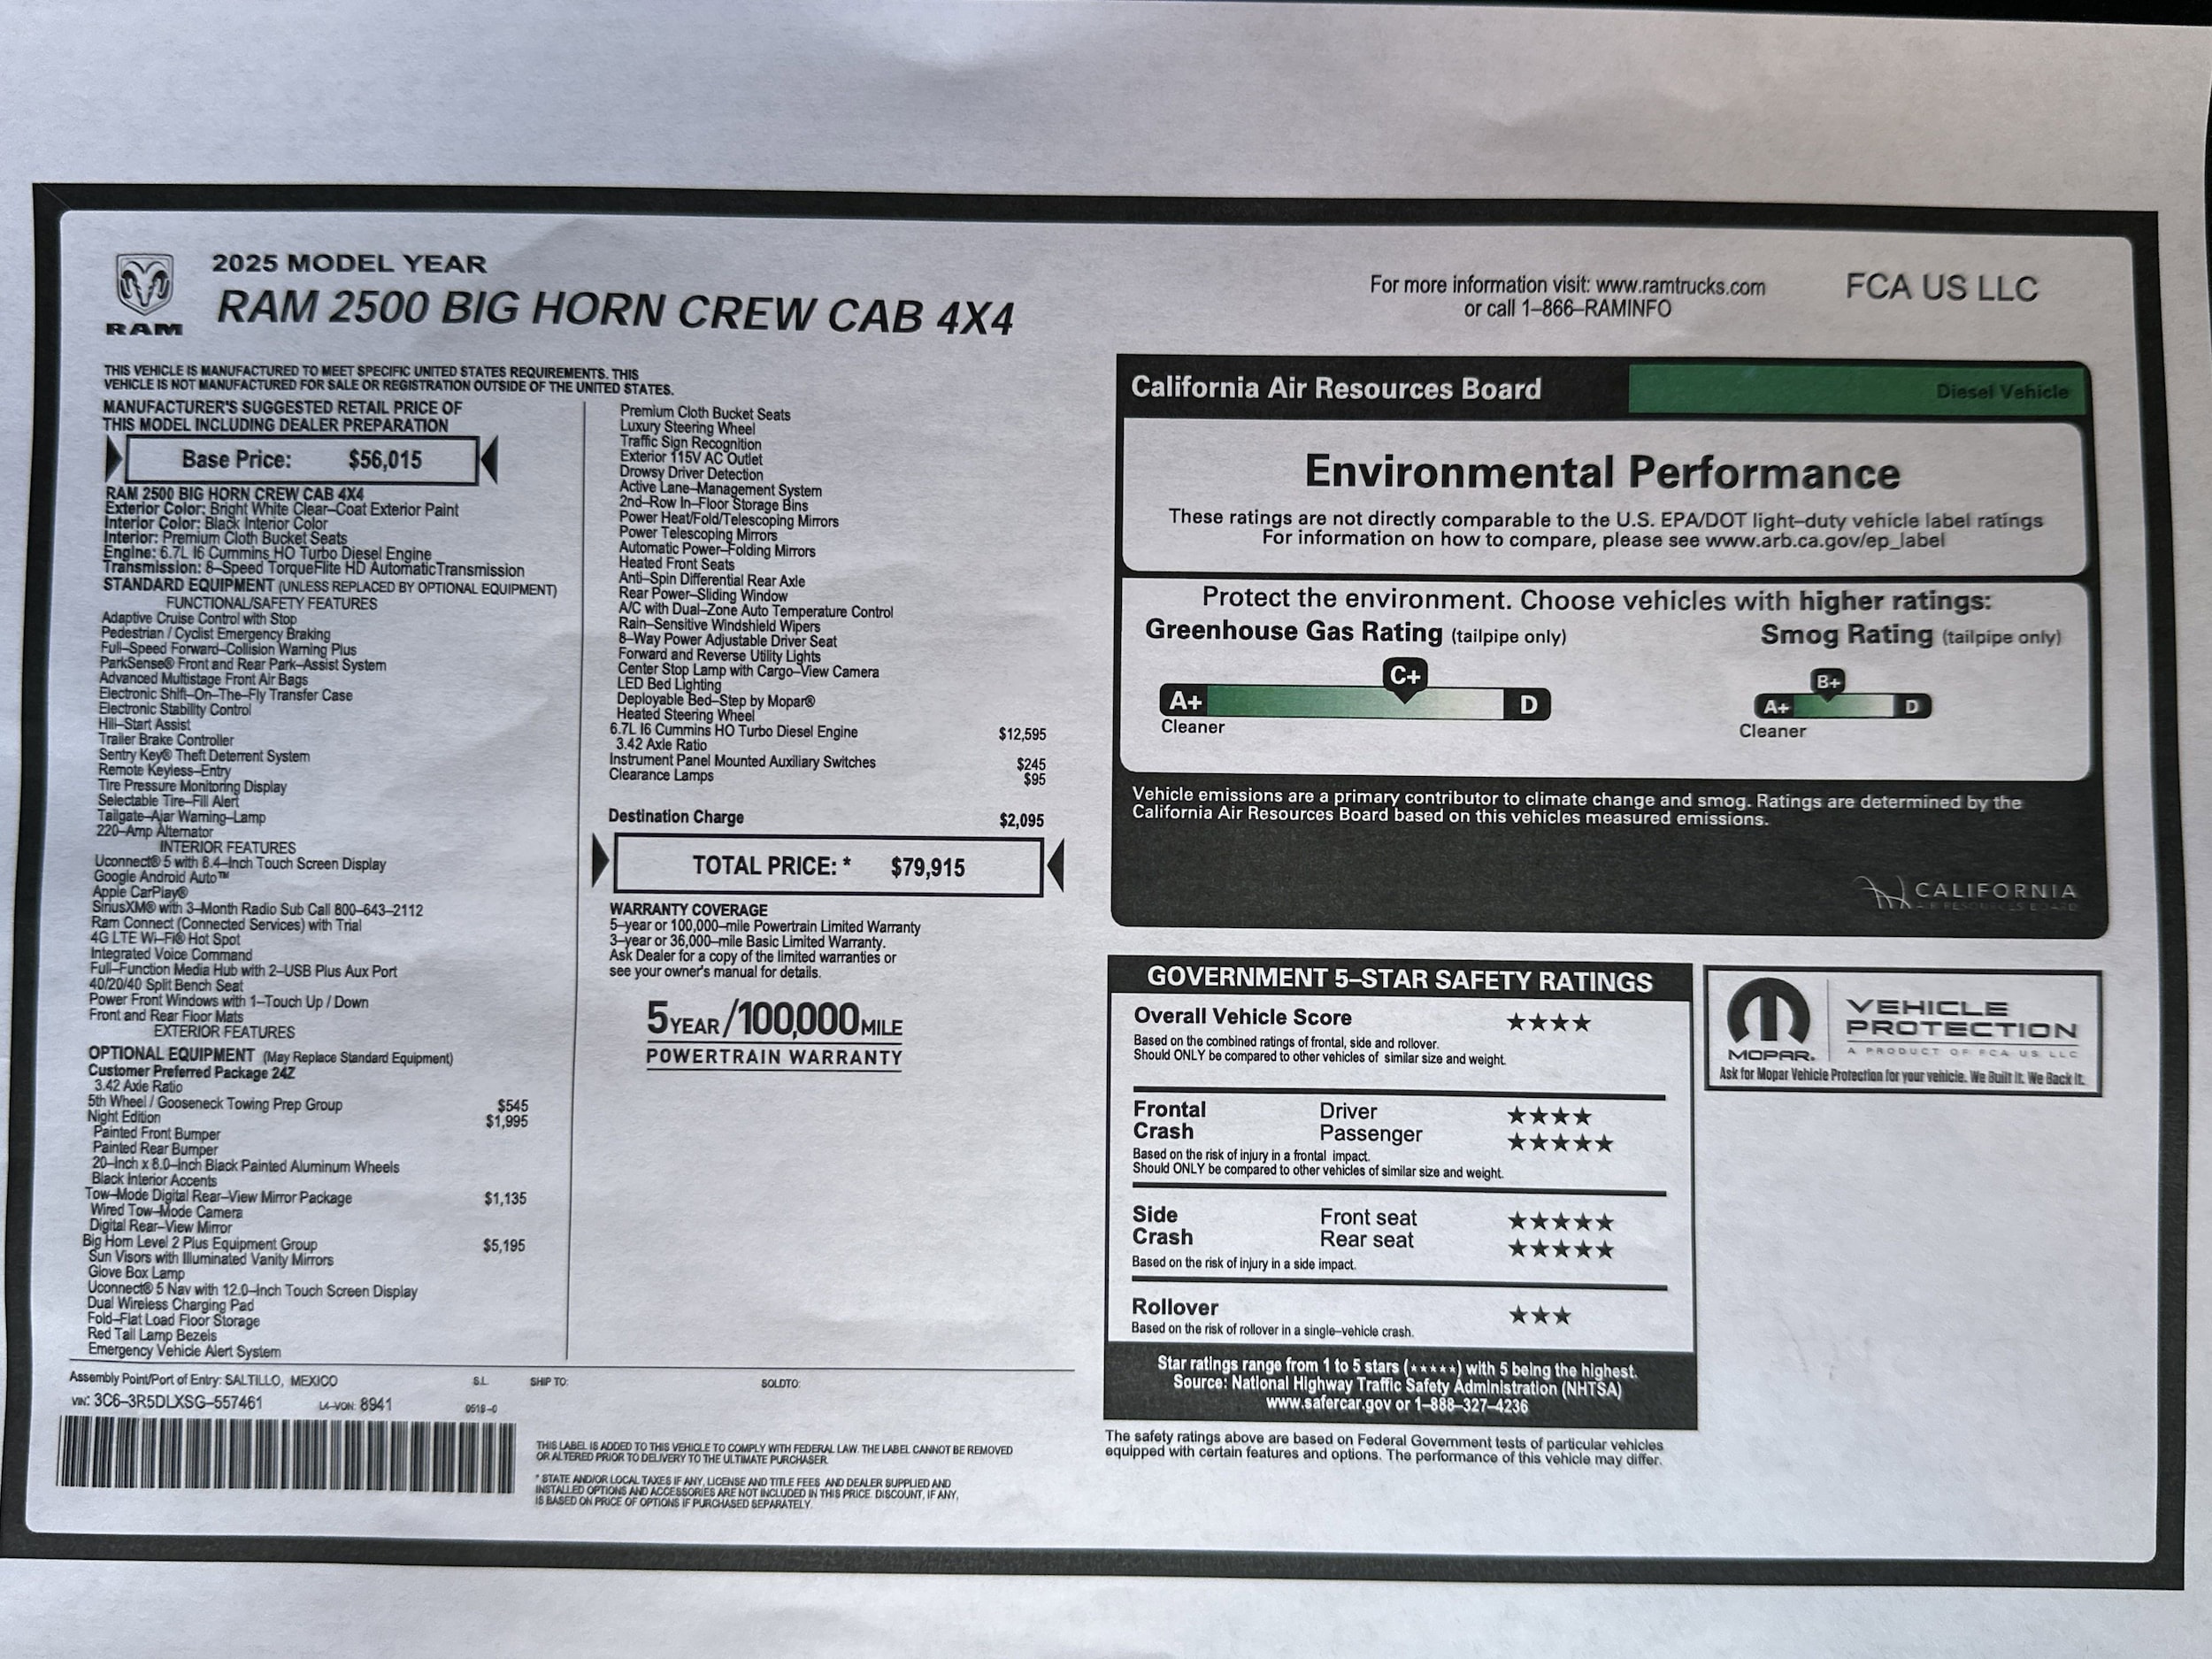 RAM
2025 MODEL YEAR
RAM 2500 BIG HORN CREW CAB 4X4
For more information visit: www.ramtrucks.com
or call 1–866–RAMINFO
FCA US LLC
THIS VEHICLE IS MANUFACTURED TO MEET SPECIFIC UNITED STATES REQUIREMENTS. THIS
VEHICLE IS NOT MANUFACTURED FOR SALE OR REGISTRATION OUTSIDE OF THE UNITED STATES.
MANUFACTURER'S SUGGESTED RETAIL PRICE OF
THIS MODEL INCLUDING DEALER PREPARATION
Base Price: $56,015
RAM 2500 BIG HORN CREW CAB 4X4
Exterior Color: Bright White Clear–Coat Exterior Paint
Interior Color: Black Interior Color
Interior: Premium Cloth Bucket Seats
Engine: 6.7L I6 Cummins HO Turbo Diesel Engine
Transmission: 8–Speed TorqueFlite HD AutomaticTransmission
STANDARD EQUIPMENT (UNLESS REPLACED BY OPTIONAL EQUIPMENT)
FUNCTIONAL/SAFETY FEATURES
Adaptive Cruise Control with Stop
Pedestrian / Cyclist Emergency Braking
Full–Speed Forward–Collision Warning Plus
ParkSense® Front and Rear Park–Assist System
Advanced Multistage Front Air Bags
Electronic Shift–On–The–Fly Transfer Case
Electronic Stability Control
Hill–Start Assist
Trailer Brake Controller
Sentry Key® Theft Deterrent System
Remote Keyless–Entry
Tire Pressure Monitoring Display
Selectable Tire–Fill Alert
Tailgate–Ajar Warning–Lamp
220–Amp Alternator
INTERIOR FEATURES
Uconnect® 5 with 8.4–Inch Touch Screen Display
Google Android Auto™
Apple CarPlay®
SiriusXM® with 3–Month Radio Sub Call 800–643–2112
Ram Connect (Connected Services) with Trial
4G LTE Wi–Fi® Hot Spot
Integrated Voice Command
Full–Function Media Hub with 2–USB Plus Aux Port
40/20/40 Split Bench Seat
Power Front Windows with 1–Touch Up / Down
Front and Rear Floor Mats
EXTERIOR FEATURES
OPTIONAL EQUIPMENT (May Replace Standard Equipment)
Customer Preferred Package 24Z
3.42 Axle Ratio
5th Wheel / Gooseneck Towing Prep Group $545
Night Edition $1,995
Painted Front Bumper
Painted Rear Bumper
20–Inch x 8.0–Inch Black Painted Aluminum Wheels
Black Interior Accents
Tow–Mode Digital Rear–View Mirror Package $1,135
Wired Tow–Mode Camera
Digital Rear–View Mirror
Big Horn Level 2 Plus Equipment Group $5,195
Sun Visors with Illuminated Vanity Mirrors
Glove Box Lamp
Uconnect® 5 Nav with 12.0–Inch Touch Screen Display
Dual Wireless Charging Pad
Fold–Flat Load Floor Storage
Red Tail Lamp Bezels
Emergency Vehicle Alert System
Premium Cloth Bucket Seats
Luxury Steering Wheel
Traffic Sign Recognition
Exterior 115V AC Outlet
Drowsy Driver Detection
Active Lane–Management System
2nd–Row In–Floor Storage Bins
Power Heat/Fold/Telescoping Mirrors
Power Telescoping Mirrors
Automatic Power–Folding Mirrors
Heated Front Seats
Anti–Spin Differential Rear Axle
Rear Power–Sliding Window
A/C with Dual–Zone Auto Temperature Control
Rain–Sensitive Windshield Wipers
8–Way Power Adjustable Driver Seat
Forward and Reverse Utility Lights
Center Stop Lamp with Cargo–View Camera
LED Bed Lighting
Deployable Bed–Step by Mopar®
Heated Steering Wheel
6.7L I6 Cummins HO Turbo Diesel Engine $12,595
3.42 Axle Ratio
Instrument Panel Mounted Auxiliary Switches $245
Clearance Lamps $95
Destination Charge $2,095
TOTAL PRICE: * $79,915
WARRANTY COVERAGE
5–year or 100,000–mile Powertrain Limited Warranty
3–year or 36,000–mile Basic Limited Warranty.
Ask Dealer for a copy of the limited warranties or
see your owner's manual for details.
5 YEAR/100,000 MILE
POWERTRAIN WARRANTY
Assembly Point/Port of Entry: SALTILLO, MEXICO
VIN: 3C6–3R5DLXSG–557461
L4–VON: 8941
S.L.
0518–0
SHIP TO:
SOLD TO:
THIS LABEL IS ADDED TO THIS VEHICLE TO COMPLY WITH FEDERAL LAW. THE LABEL CANNOT BE REMOVED
OR ALTERED PRIOR TO DELIVERY TO THE ULTIMATE PURCHASER.
* STATE AND/OR LOCAL TAXES IF ANY, LICENSE AND TITLE FEES AND DEALER SUPPLIED AND
INSTALLED OPTIONS AND ACCESSORIES ARE NOT INCLUDED IN THIS PRICE. DISCOUNT, IF ANY,
IS BASED ON PRICE OF OPTIONS IF PURCHASED SEPARATELY.
California Air Resources Board
Diesel Vehicle
Environmental Performance
These ratings are not directly comparable to the U.S. EPA/DOT light–duty vehicle label ratings
For information on how to compare, please see www.arb.ca.gov/ep_label
Protect the environment. Choose vehicles with higher ratings:
Greenhouse Gas Rating (tailpipe only)
C+
A+ D
Cleaner
Smog Rating (tailpipe only)
B+
A+ D
Cleaner
Vehicle emissions are a primary contributor to climate change and smog. Ratings are determined by the
California Air Resources Board based on this vehicles measured emissions.
CALIFORNIA
AIR RESOURCES BOARD
GOVERNMENT 5–STAR SAFETY RATINGS
Overall Vehicle Score ★★★★
Based on the combined ratings of frontal, side and rollover.
Should ONLY be compared to other vehicles of similar size and weight.
Frontal Driver ★★★★
Crash Passenger ★★★★★
Based on the risk of injury in a frontal impact.
Should ONLY be compared to other vehicles of similar size and weight.
Side Front seat ★★★★★
Crash Rear seat ★★★★★
Based on the risk of injury in a side impact.
Rollover ★★★
Based on the risk of rollover in a single–vehicle crash.
Star ratings range from 1 to 5 stars (★★★★★) with 5 being the highest.
Source: National Highway Traffic Safety Administration (NHTSA)
www.safercar.gov or 1–888–327–4236
The safety ratings above are based on Federal Government tests of particular vehicles
equipped with certain features and options. The performance of this vehicle may differ.
MOPAR.
VEHICLE
PROTECTION
A PRODUCT OF FCA US LLC
Ask for Mopar Vehicle Protection for your vehicle. We Built It. We Back It.